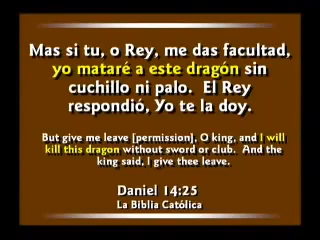 Mas si tu, o Rey, me das facultad,
yo mataré a este dragón sin
cuchillo ni palo.  El Rey
respondió, Yo te la doy.
But give me leave [permission], O king, and I will
kill this dragon without sword or club.  And the
king said, I give thee leave.
Daniel 14:25
La Biblia Católica